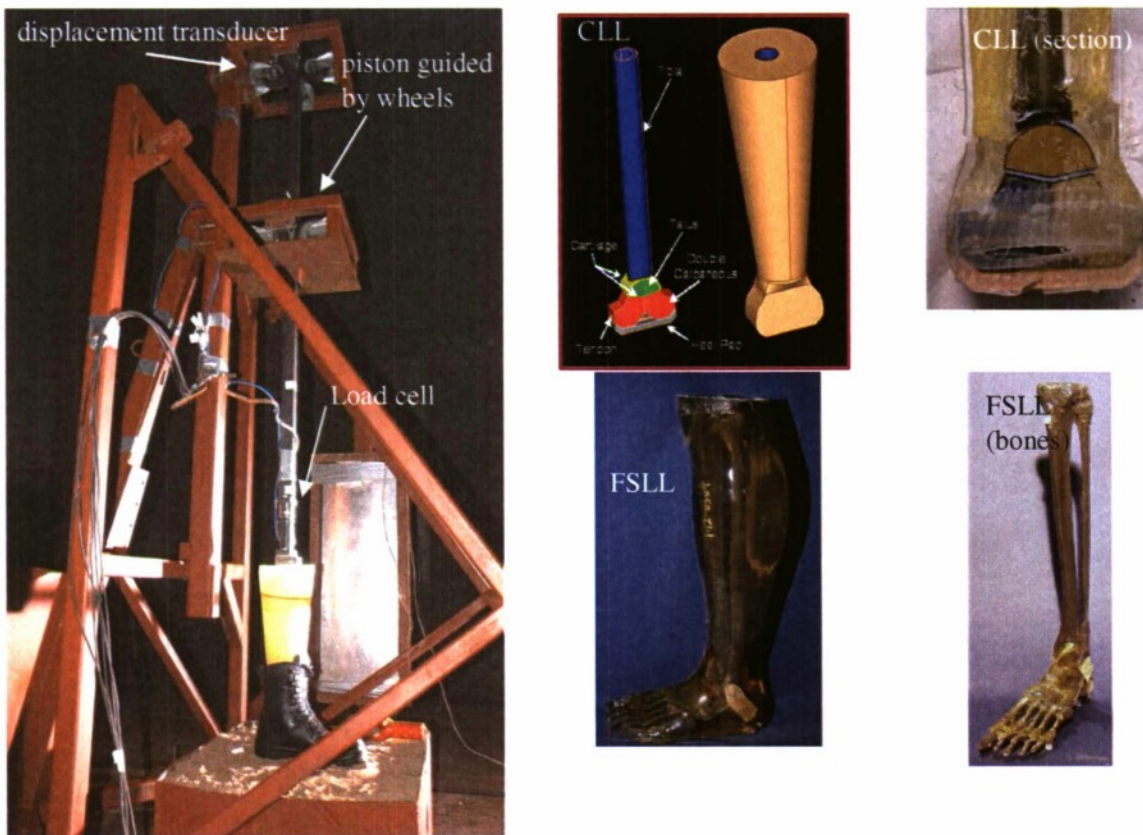 displacement transducer
piston guided
by wheels
Load cell
CLL
Tibia
Talus
Cartilage
Double
Calcaneous
Tendon
Heel Pad
CLL (section)
FSLL
FSLL
(bones)